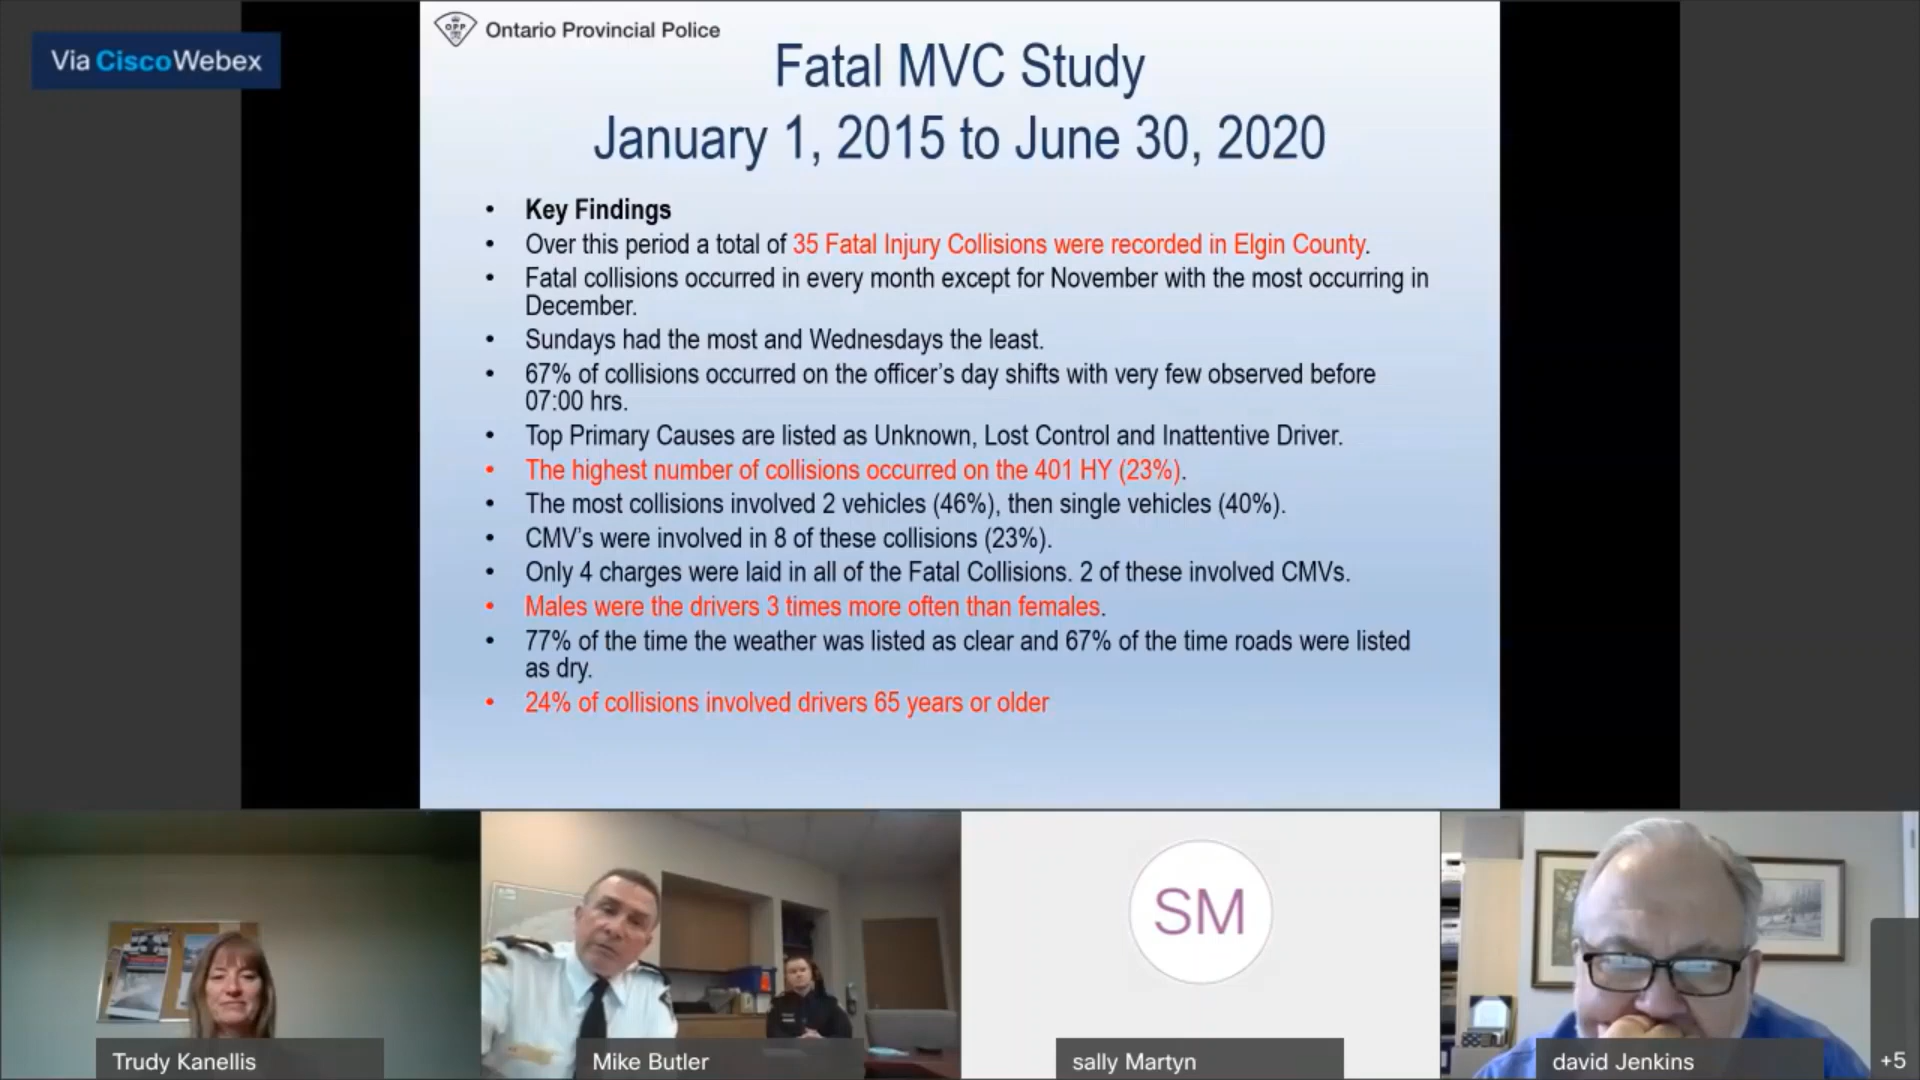 Via CiscoWebex
OPP
Ontario Provincial Police
Fatal MVC Study
January 1, 2015 to June 30, 2020
• Key Findings
• Over this period a total of 35 Fatal Injury Collisions were recorded in Elgin County.
• Fatal collisions occurred in every month except for November with the most occurring in
December.
• Sundays had the most and Wednesdays the least.
• 67% of collisions occurred on the officer's day shifts with very few observed before
07:00 hrs.
• Top Primary Causes are listed as Unknown, Lost Control and Inattentive Driver.
• The highest number of collisions occurred on the 401 HY (23%).
• The most collisions involved 2 vehicles (46%), then single vehicles (40%).
• CMV's were involved in 8 of these collisions (23%).
• Only 4 charges were laid in all of the Fatal Collisions. 2 of these involved CMVs.
• Males were the drivers 3 times more often than females.
• 77% of the time the weather was listed as clear and 67% of the time roads were listed
as dry.
• 24% of collisions involved drivers 65 years or older
SM
Trudy Kanellis
Mike Butler
sally Martyn
david Jenkins
+5